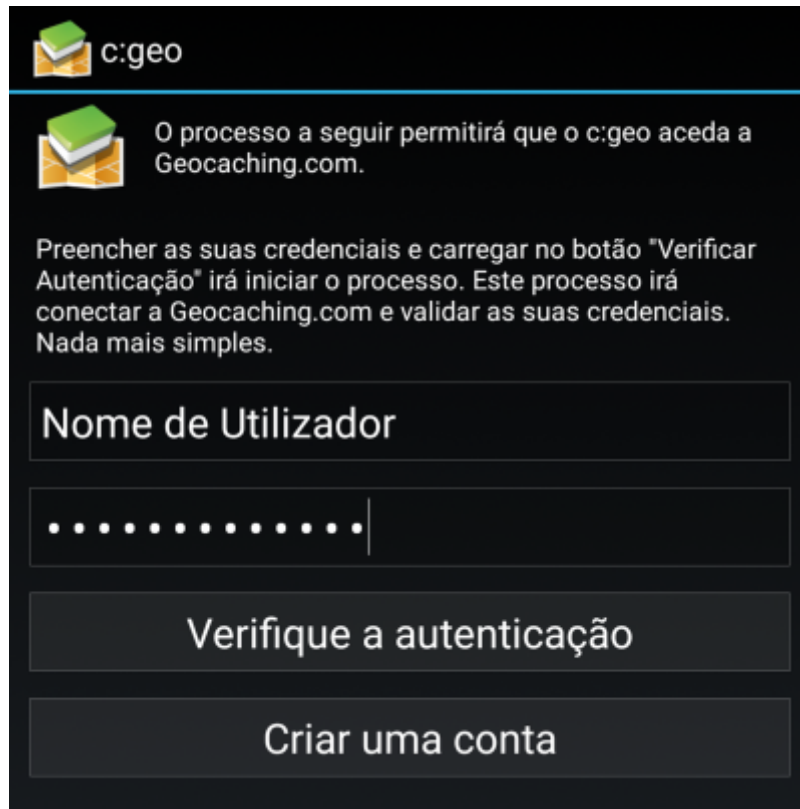 c:geo
O processo a seguir permitirá que o c:geo aceda a
Geocaching.com.
Preencher as suas credenciais e carregar no botão "Verificar
Autenticação" irá iniciar o processo. Este processo irá
conectar a Geocaching.com e validar as suas credenciais.
Nada mais simples.
Nome de Utilizador
•••••••••••••
Verifique a autenticação
Criar uma conta